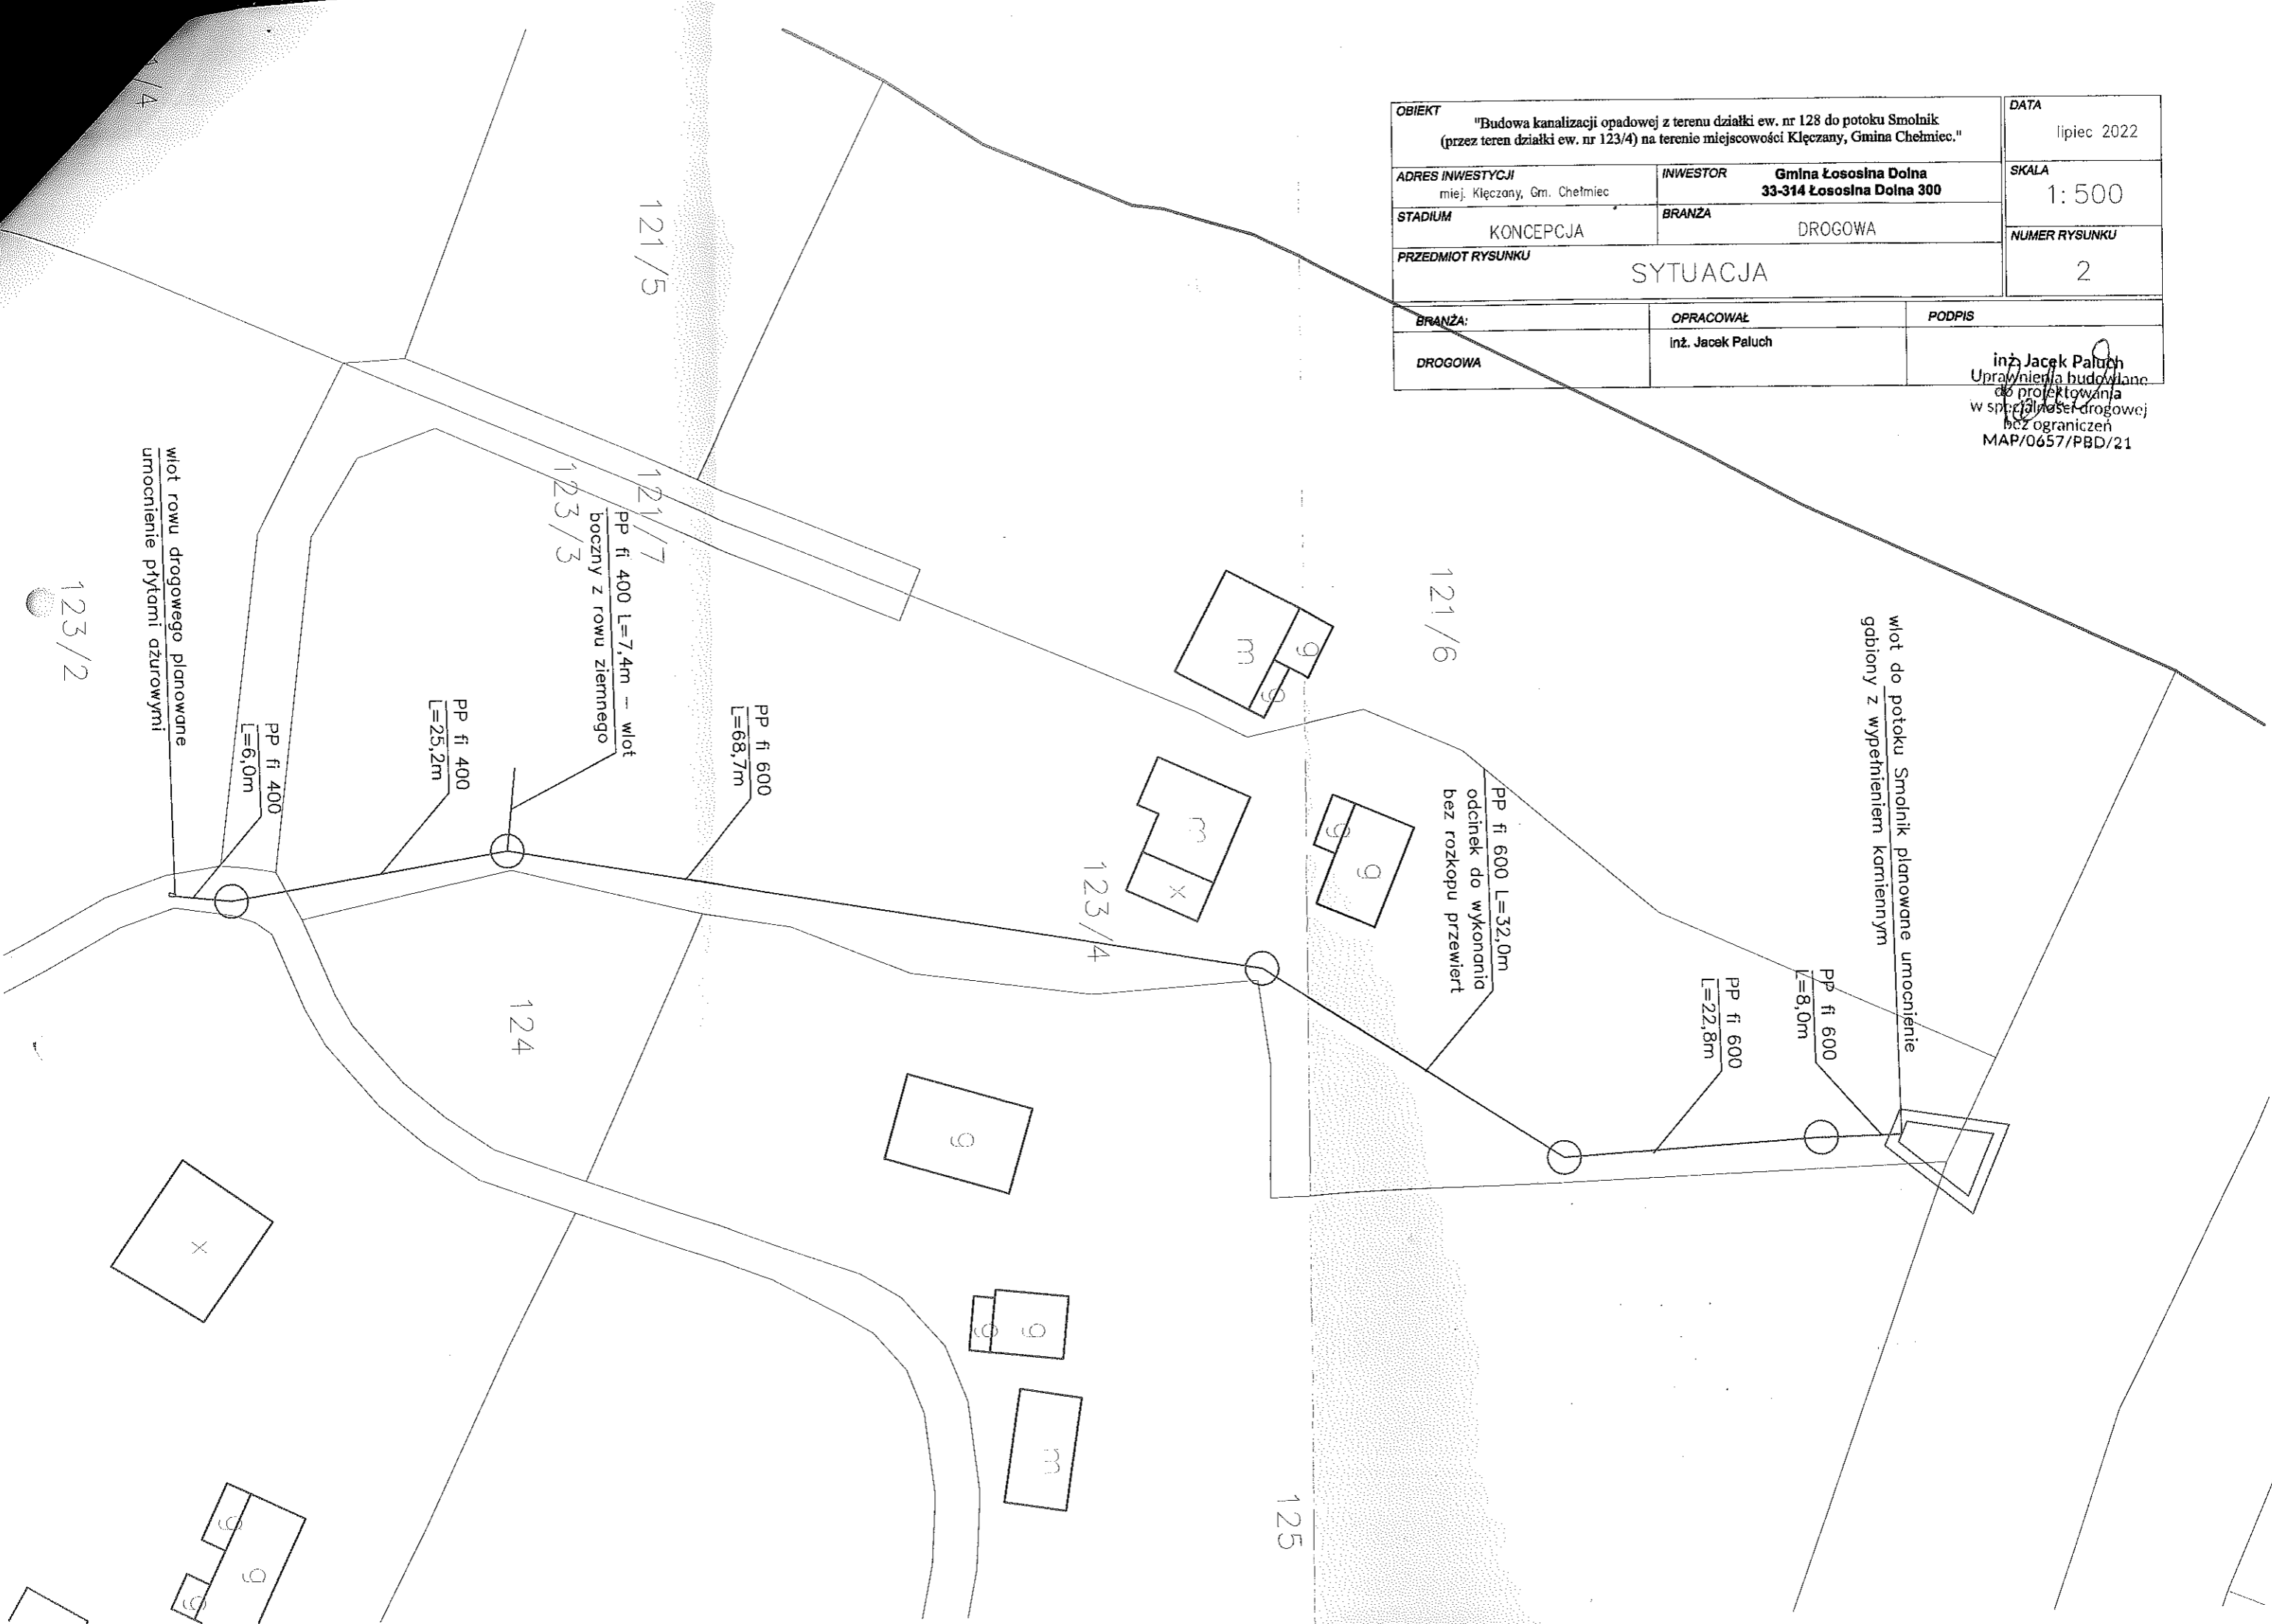 OBIEKT
"Budowa kanalizacji opadowej z terenu działki ew. nr 128 do potoku Smolnik
(przez teren działki ew. nr 123/4) na terenie miejscowości Klęczany, Gmina Chełmiec."
DATA
lipiec 2022
ADRES INWESTYCJI
miej. Klęczany, Gm. Chełmiec
INWESTOR
Gmina Łososina Dolna
33-314 Łososina Dolna 300
SKALA
1:500
STADIUM
KONCEPCJA
BRANŻA
DROGOWA
NUMER RYSUNKU
2
PRZEDMIOT RYSUNKU
SYTUACJA
BRANŻA:
OPRACOWAŁ
PODPIS
DROGOWA
inż. Jacek Paluch
inż. Jacek Paluch
Uprawnienia budowlane
do projektowania
w specjalności drogowej
bez ograniczeń
MAP/0657/PBD/21
121/5
121/7
123/3
121/6
123/2
123/4
124
125
wlot rowu drogowego planowane
umocnienie płytami ażurowymi
PP fi 400
L=6,0m
PP fi 400
L=25,2m
PP fi 400 L=7,4m – wlot
boczny z rowu ziemnego
PP fi 600
L=68,7m
PP fi 600 L=32,0m
odcinek do wykonania
bez rozkopu przewiert
PP fi 600
L=22,8m
PP fi 600
L=8,0m
wlot do potoku Smolnik planowane umocnienie
gabiony z wypełnieniem kamiennym
m
g
g
m
x
g
g
g
g
g
m
x
g
g
g